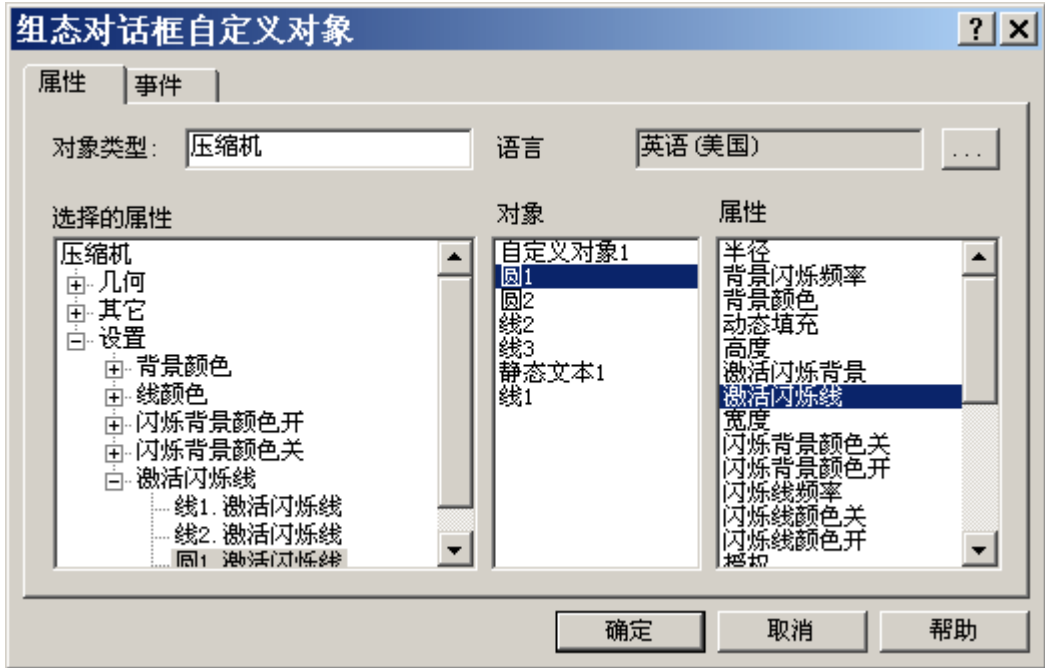 组态对话框自定义对象
属性 事件
对象类型: 压缩机 语言 英语(美国) ...
选择的属性
压缩机
几何
其它
设置
背景颜色
线颜色
闪烁背景颜色开
闪烁背景颜色关
激活闪烁线
线1.激活闪烁线
线2.激活闪烁线
圆1.激活闪烁线
对象
自定义对象1
圆1
圆2
线2
线3
静态文本1
线1
属性
半径
背景闪烁频率
背景颜色
动态填充
高度
激活闪烁背景
激活闪烁线
宽度
闪烁背景颜色关
闪烁背景颜色开
闪烁线频率
闪烁线颜色关
闪烁线颜色开
授权
确定 取消 帮助